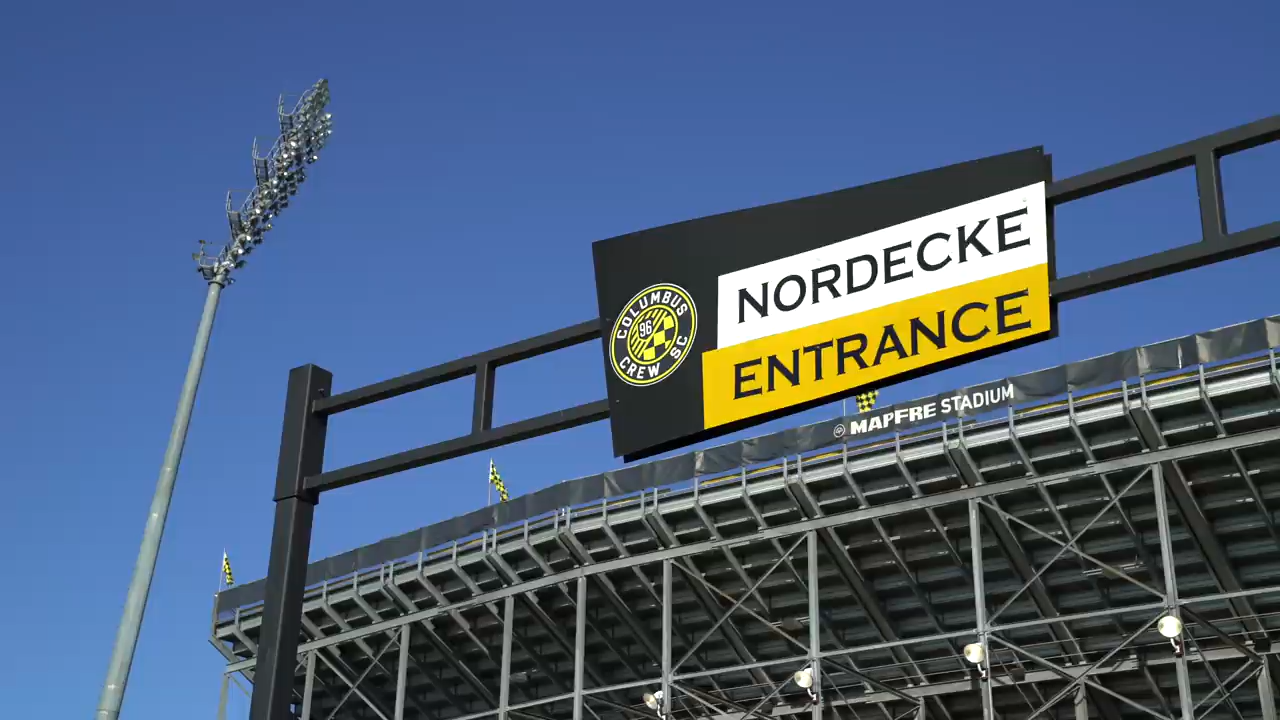 NORDECKE
ENTRANCE
COLUMBUS
96
CREW SC
MAPFRE STADIUM